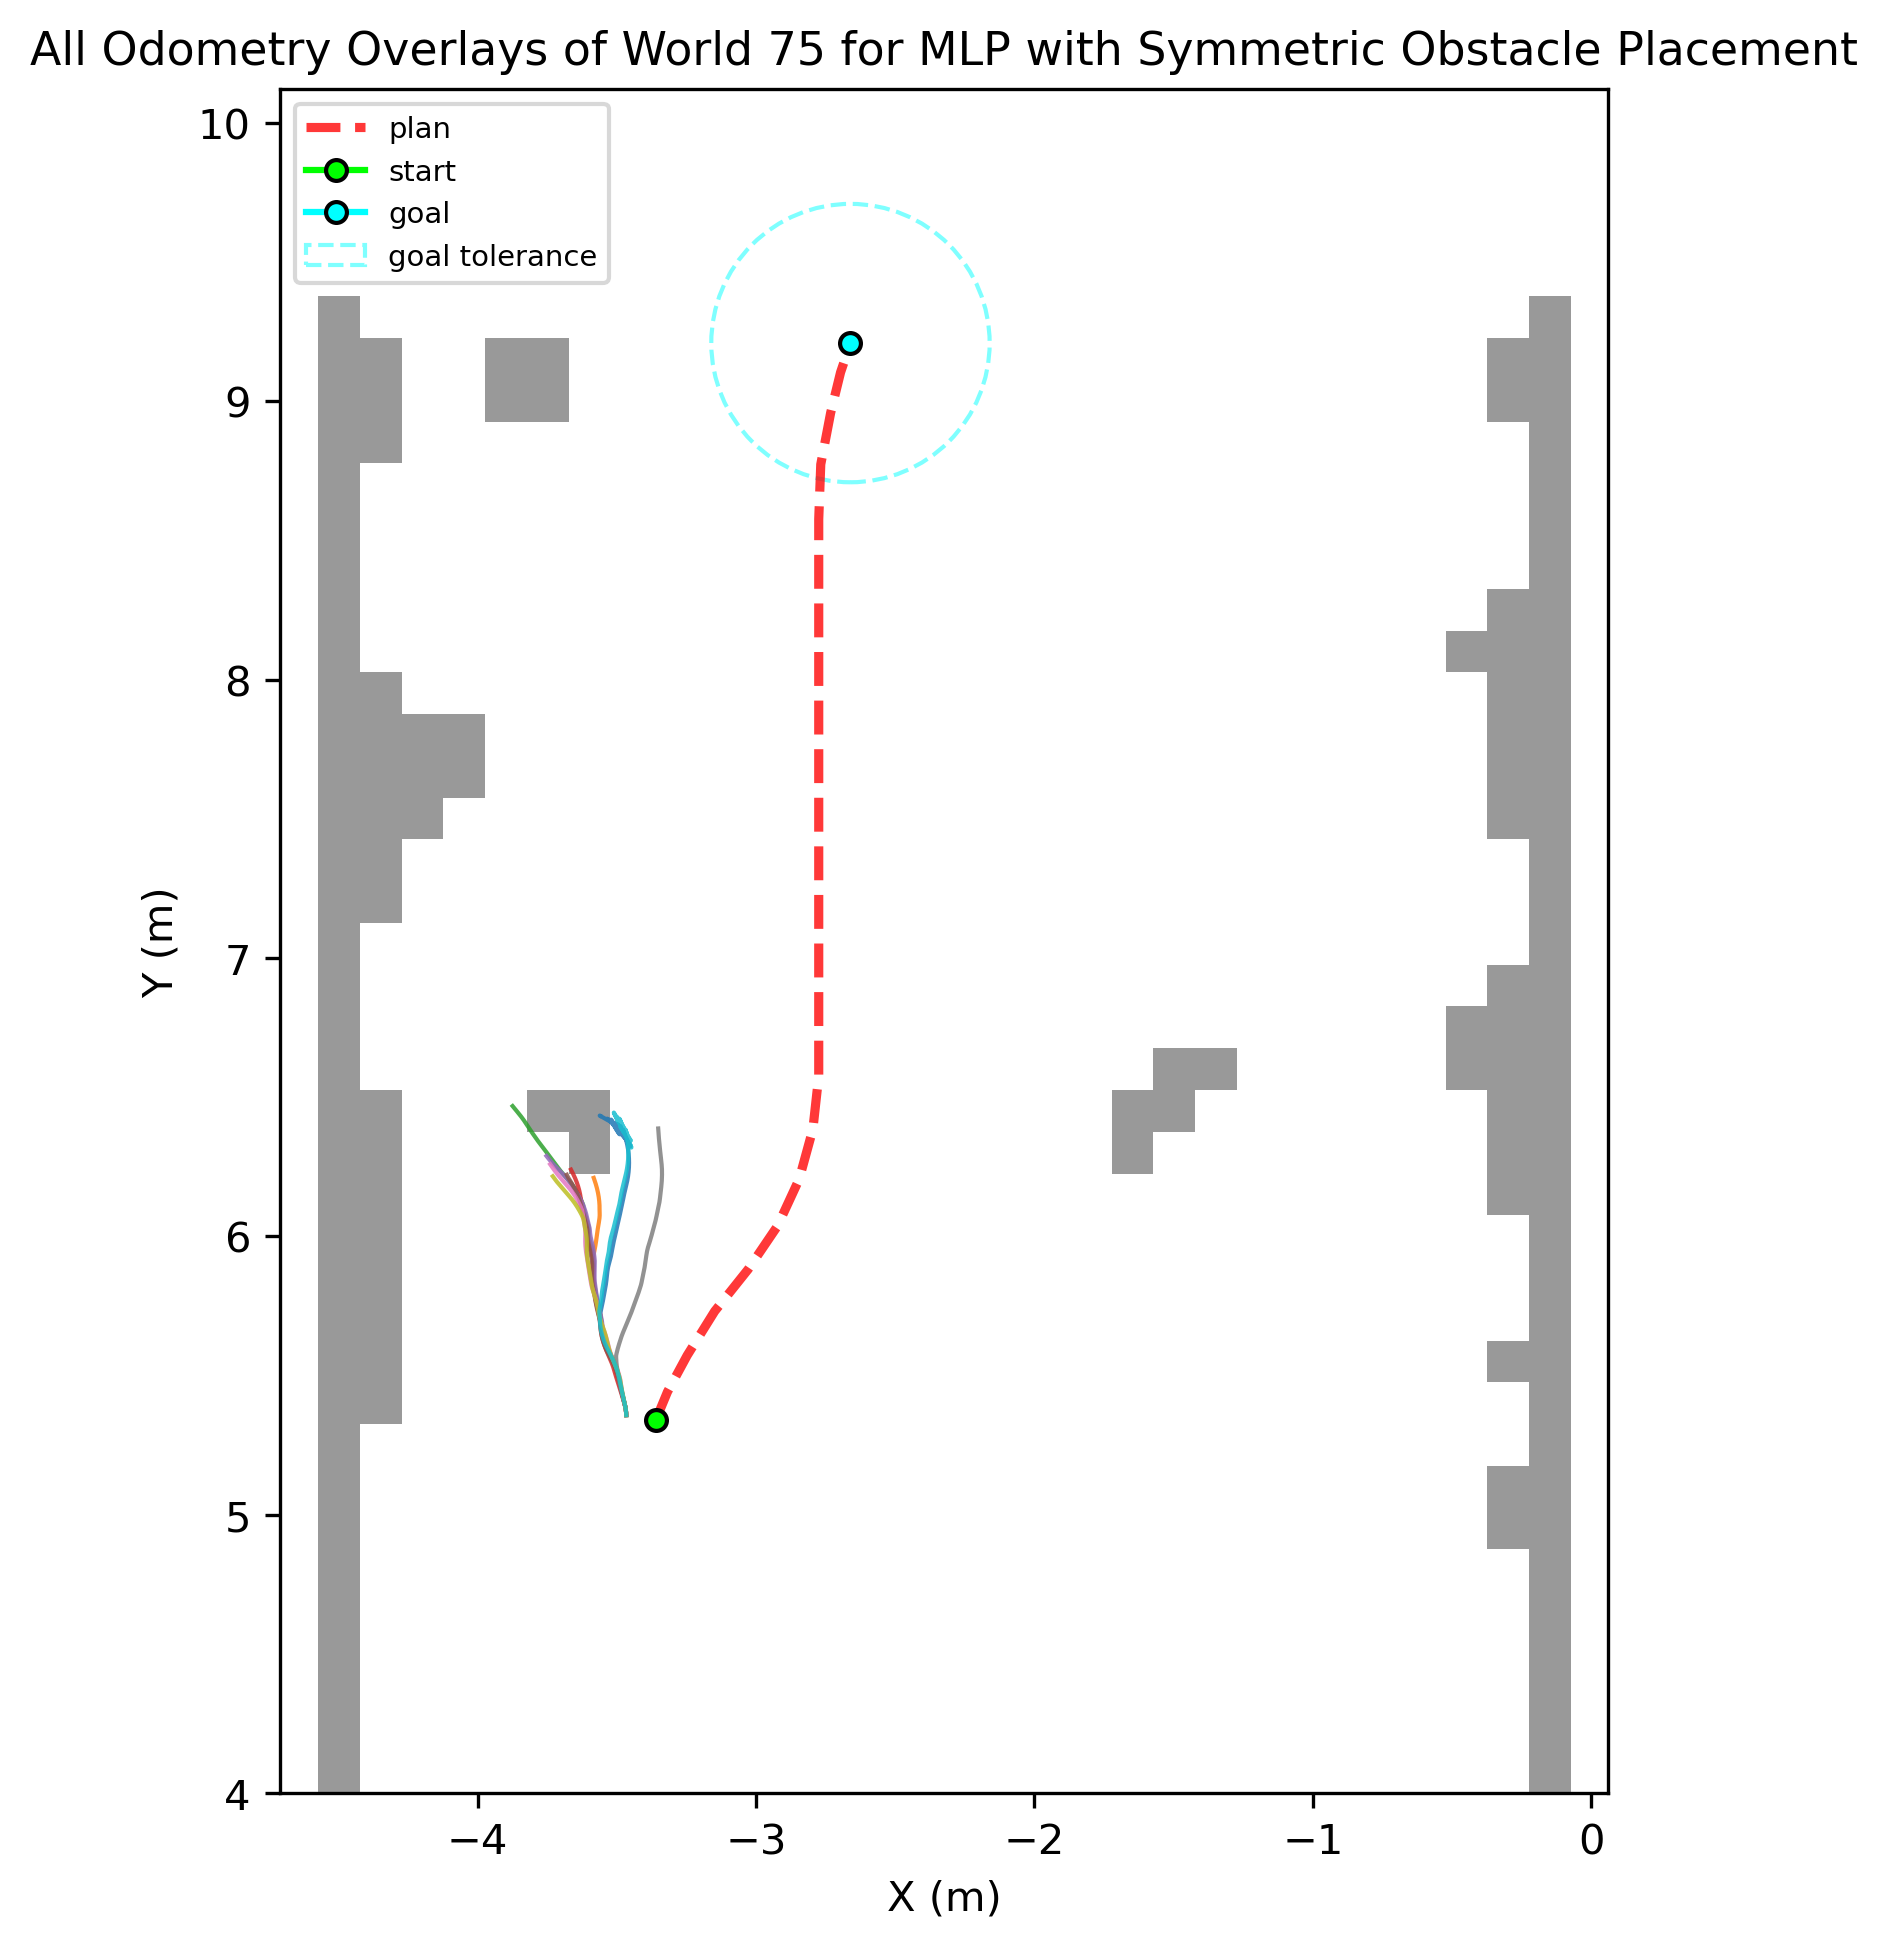 All Odometry Overlays of World 75 for MLP with Symmetric Obstacle Placement
plan
start
goal
goal tolerance
10
9
8
7
6
5
4
Y (m)
−4
−3
−2
−1
0
X (m)